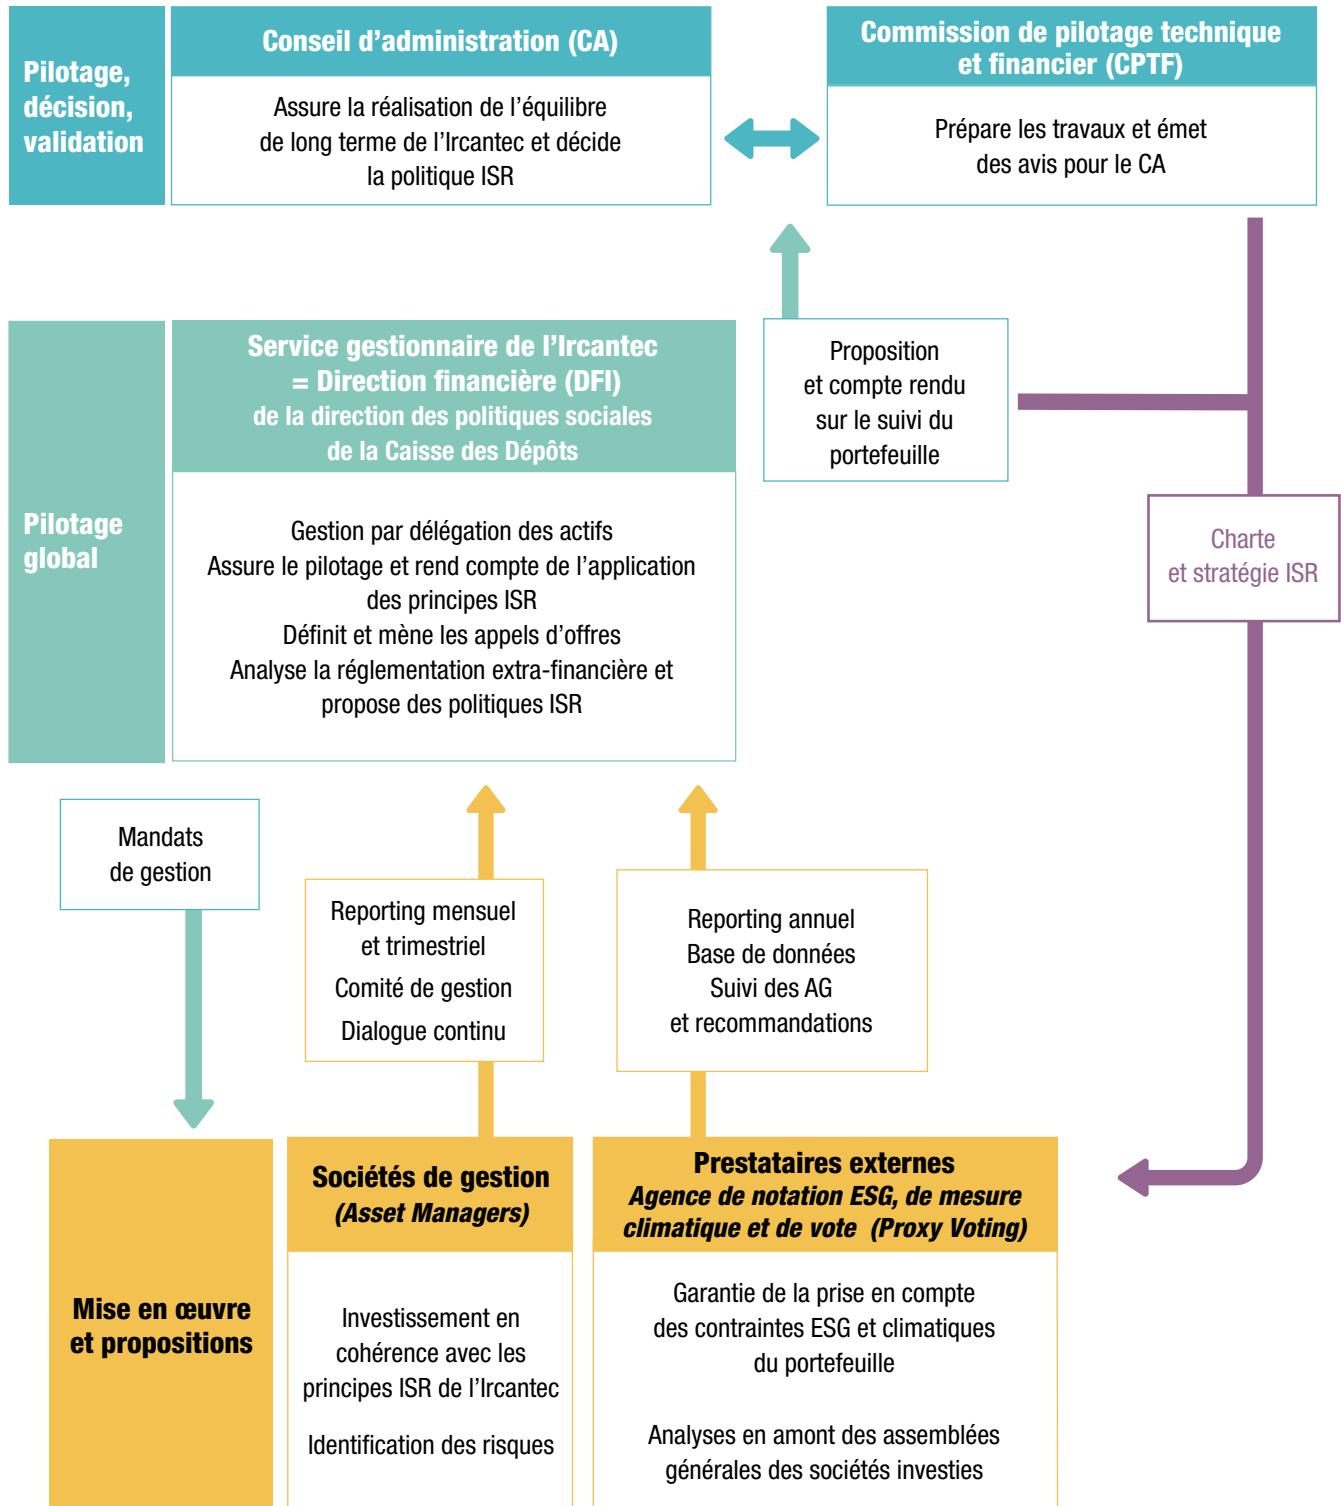 Pilotage,
décision,
validation
Conseil d'administration (CA)
Assure la réalisation de l'équilibre
de long terme de l'Ircantec et décide
la politique ISR
Commission de pilotage technique
et financier (CPTF)
Prépare les travaux et émet
des avis pour le CA
Pilotage
global
Service gestionnaire de l'Ircantec
= Direction financière (DFI)
de la direction des politiques sociales
de la Caisse des Dépôts
Gestion par délégation des actifs
Assure le pilotage et rend compte de l'application
des principes ISR
Définit et mène les appels d'offres
Analyse la réglementation extra-financière et
propose des politiques ISR
Proposition
et compte rendu
sur le suivi du
portefeuille
Charte
et stratégie ISR
Mandats
de gestion
Reporting mensuel
et trimestriel
Comité de gestion
Dialogue continu
Reporting annuel
Base de données
Suivi des AG
et recommandations
Mise en œuvre
et propositions
Sociétés de gestion
(Asset Managers)
Investissement en
cohérence avec les
principes ISR de l'Ircantec
Identification des risques
Prestataires externes
Agence de notation ESG, de mesure
climatique et de vote (Proxy Voting)
Garantie de la prise en compte
des contraintes ESG et climatiques
du portefeuille
Analyses en amont des assemblées
générales des sociétés investies